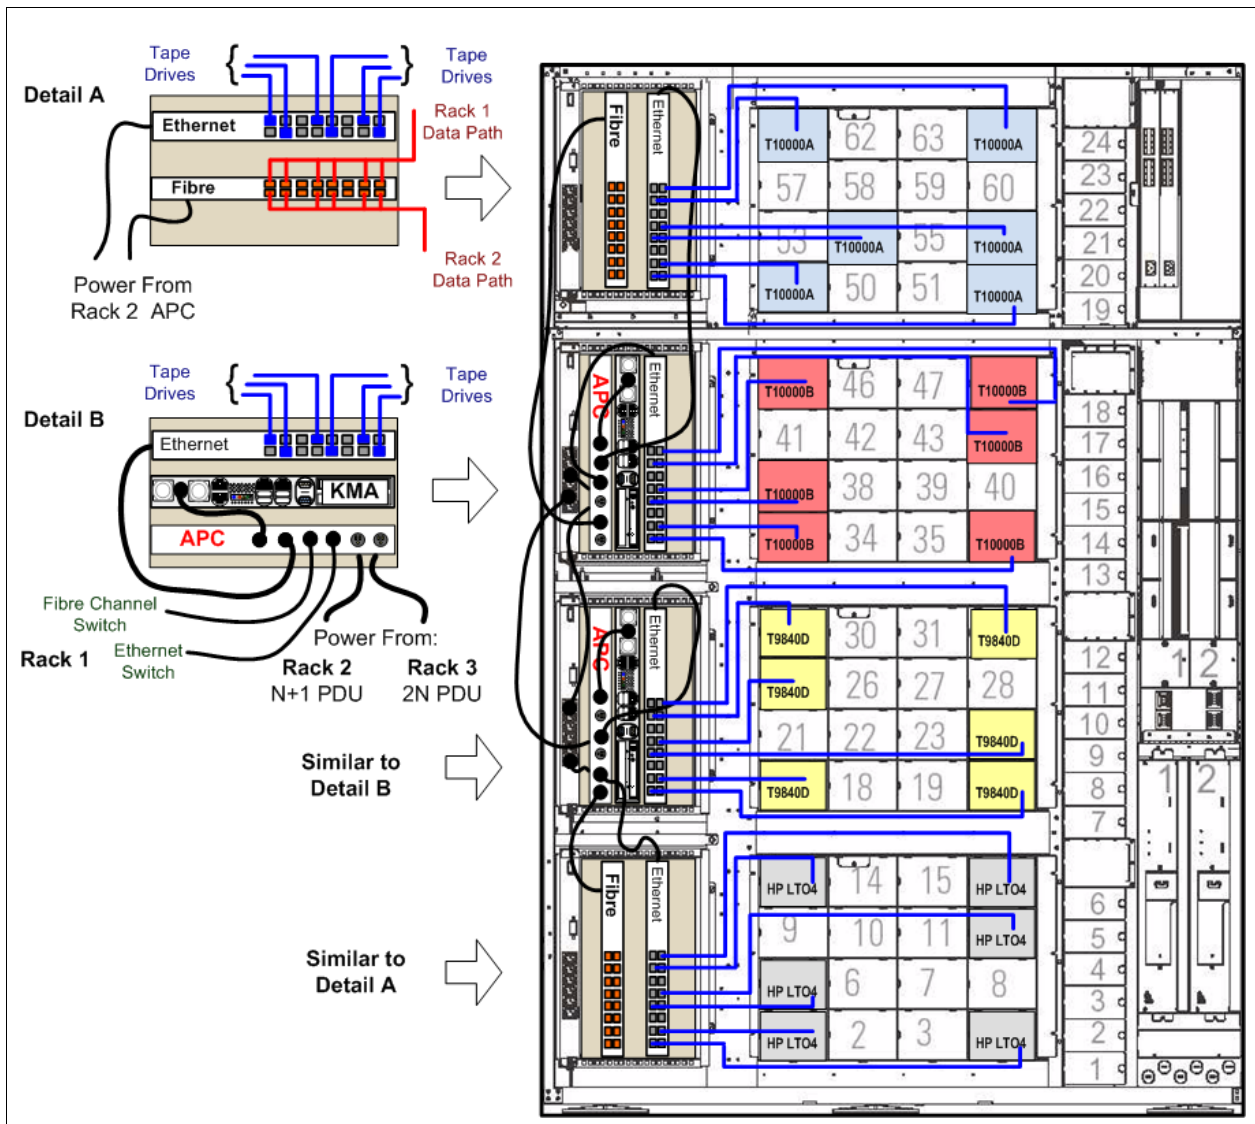 Tape
Drives
Tape
Drives
Detail A
Ethernet
Rack 1
Data Path
Fibre
Rack 2
Data Path
Power From
Rack 2 APC
Tape
Drives
Tape
Drives
Detail B
Ethernet
KMA
APC
Fibre Channel
Switch
Rack 1
Ethernet
Switch
Power From:
Rack 2
N+1 PDU
Rack 3
2N PDU
Similar to
Detail B
Similar to
Detail A
Fibre
Ethernet
T10000A 62 63 T10000A
57 58 59 60
53 T10000A 55 T10000A
T10000A 50 51 T10000A
24
23
22
21
20
19
APC
Ethernet
T10000B 46 47 T10000B
41 42 43 T10000B
T10000B 38 39 40
T10000B 34 35 T10000B
18
17
16
15
14
13
APC
Ethernet
T9840D 30 31 T9840D
T9840D 26 27 28
21 22 23 T9840D
T9840D 18 19 T9840D
12
11
10
9
8
7
1 2
1 2
Fibre
Ethernet
HP LTO4 14 15 HP LTO4
9 10 11 HP LTO4
HP LTO4 6 7 8
HP LTO4 2 3 HP LTO4
6
5
4
3
2
1